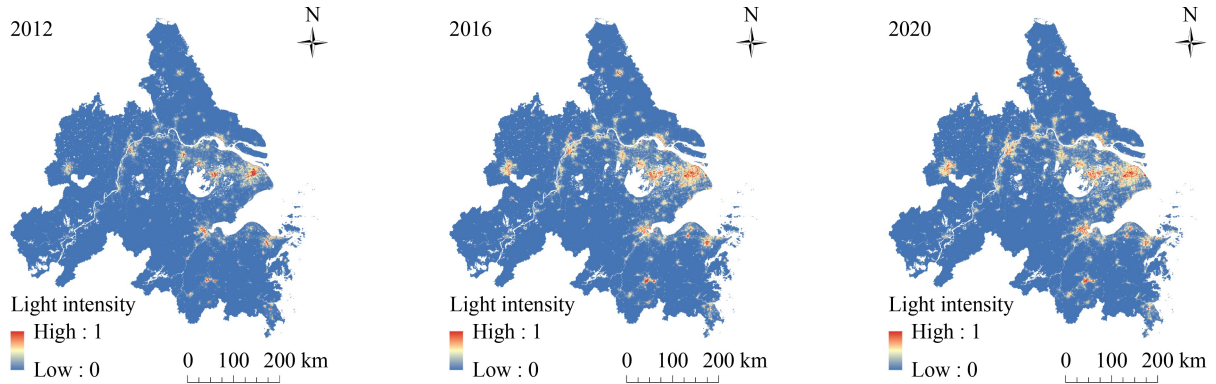 2012
N
Light intensity
High : 1
Low : 0
0 100 200 km
2016
N
Light intensity
High : 1
Low : 0
0 100 200 km
2020
N
Light intensity
High : 1
Low : 0
0 100 200 km